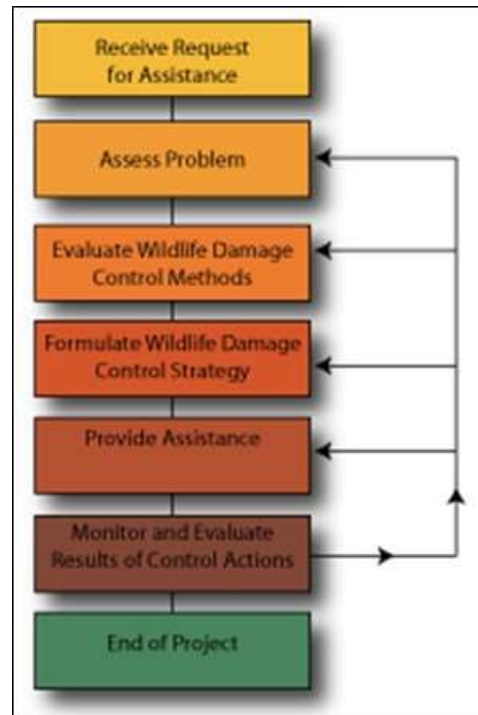 Receive Request
for Assistance
Assess Problem
Evaluate Wildlife Damage
Control Methods
Formulate Wildlife Damage
Control Strategy
Provide Assistance
Monitor and Evaluate
Results of Control Actions
End of Project